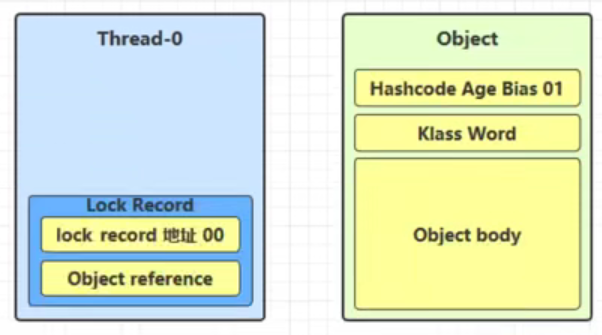 Thread-0
Lock Record
lock record 地址 00
Object reference
Object
Hashcode Age Bias 01
Klass Word
Object body